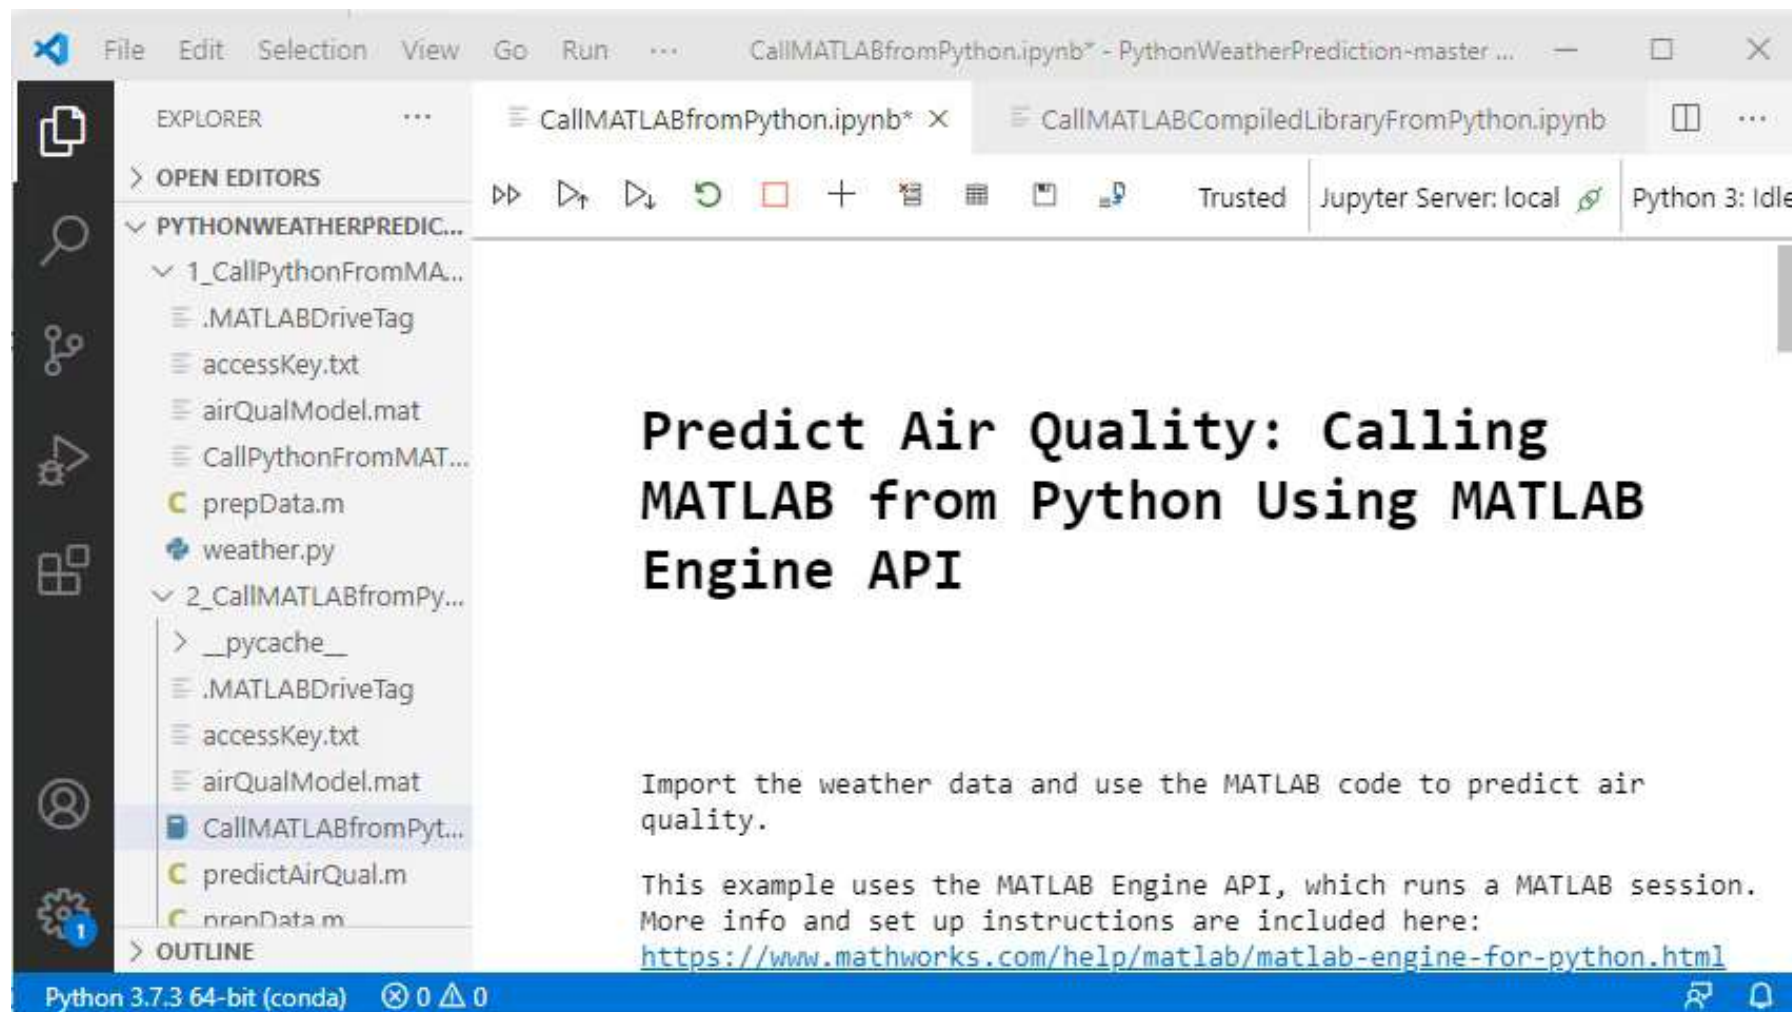 File Edit Selection View Go Run ··· CallMATLABfromPython.ipynb* - PythonWeatherPrediction-master ...
EXPLORER ···
OPEN EDITORS
PYTHONWEATHERPREDIC...
1_CallPythonFromMA...
.MATLABDriveTag
accessKey.txt
airQualModel.mat
CallPythonFromMAT...
C prepData.m
weather.py
2_CallMATLABfromPy...
__pycache__
.MATLABDriveTag
accessKey.txt
airQualModel.mat
CallMATLABfromPyt...
C predictAirQual.m
C prepData.m
OUTLINE
CallMATLABfromPython.ipynb* CallMATLABCompiledLibraryFromPython.ipynb ···
Trusted Jupyter Server: local Python 3: Idle
Predict Air Quality: Calling
MATLAB from Python Using MATLAB
Engine API
Import the weather data and use the MATLAB code to predict air
quality.
This example uses the MATLAB Engine API, which runs a MATLAB session.
More info and set up instructions are included here:
https://www.mathworks.com/help/matlab/matlab-engine-for-python.html
1
Python 3.7.3 64-bit (conda) 0 0